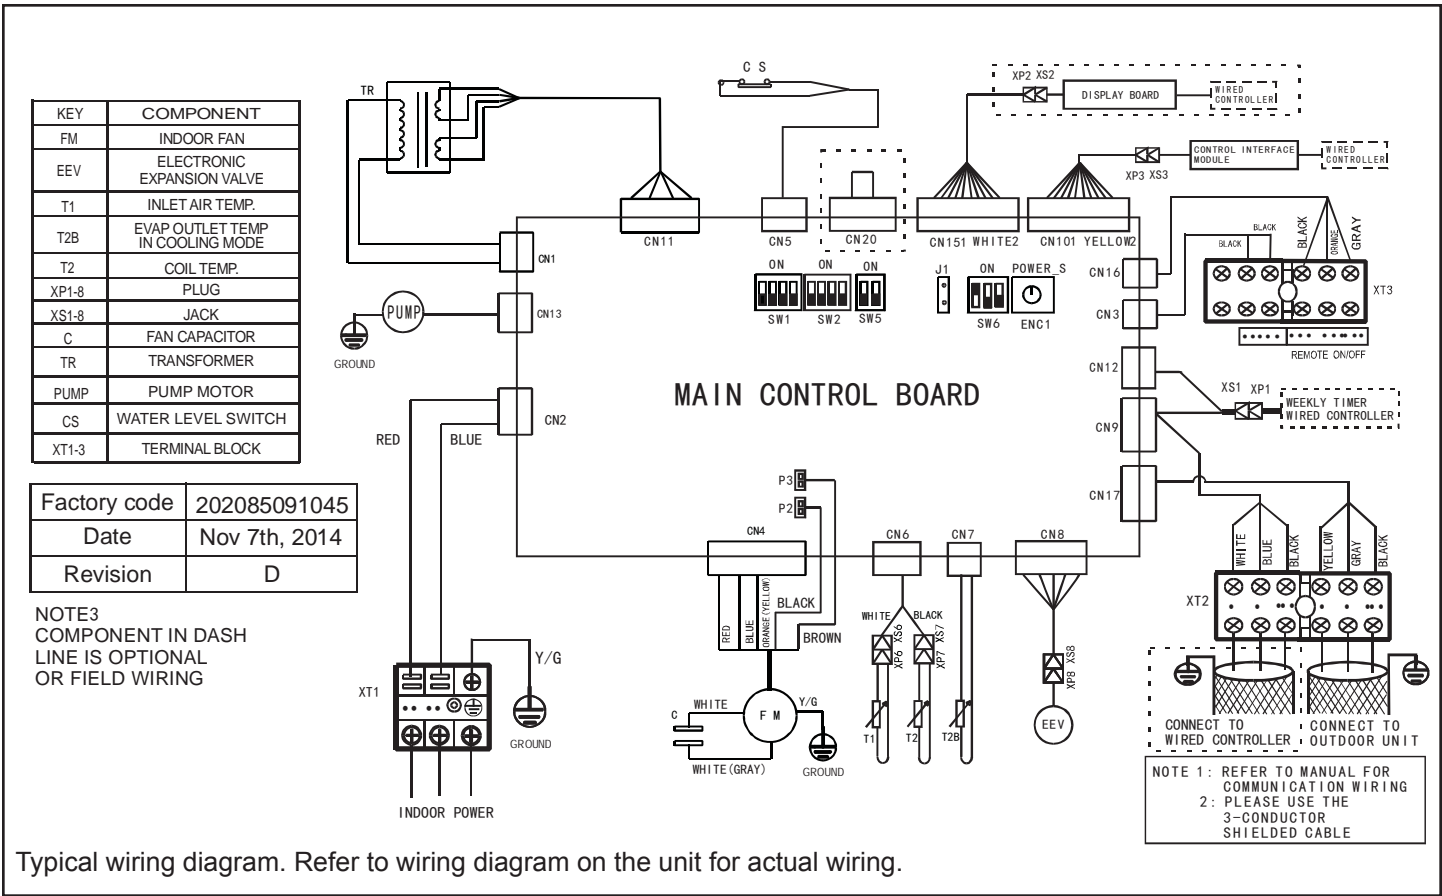 KEY COMPONENT
FM INDOOR FAN
EEV ELECTRONIC
EXPANSION VALVE
T1 INLET AIR TEMP.
T2B EVAP OUTLET TEMP
IN COOLING MODE
T2 COIL TEMP.
XP1-8 PLUG
XS1-8 JACK
C FAN CAPACITOR
TR TRANSFORMER
PUMP PUMP MOTOR
CS WATER LEVEL SWITCH
XT1-3 TERMINAL BLOCK
Factory code 202085091045
Date Nov 7th, 2014
Revision D
NOTE3
COMPONENT IN DASH
LINE IS OPTIONAL
OR FIELD WIRING
TR
C S
XP2 XS2
DISPLAY BOARD
WIRED
CONTROLLER
CONTROL INTERFACE
MODULE
WIRED
CONTROLLER
XP3 XS3
CN11
CN5
CN20
CN151 WHITE2
CN101 YELLOW2
CN1
CN13
PUMP
GROUND
CN2
RED
BLUE
ON
SW1
ON
SW2
ON
SW5
J1
ON
SW6
POWER_S
ENC1
CN16
CN3
CN12
CN9
CN17
BLACK
BLACK
BLACK
ORANGE
GRAY
XT3
REMOTE ON/OFF
MAIN CONTROL BOARD
XS1 XP1
WEEKLY TIMER
WIRED CONTROLLER
P3
P2
CN4
CN6
CN7
CN8
RED
BLUE
ORANGE(YELLOW)
BLACK
BROWN
WHITE
BLACK
XP6 XS6
XP7 XS7
XP8 XS8
T1
T2
T2B
EEV
WHITE
BLUE
BLACK
YELLOW
GRAY
BLACK
XT2
CONNECT TO
WIRED CONTROLLER
CONNECT TO
OUTDOOR UNIT
XT1
Y/G
GROUND
INDOOR POWER
C
WHITE
F M
Y/G
WHITE(GRAY)
GROUND
NOTE 1: REFER TO MANUAL FOR
COMMUNICATION WIRING
2: PLEASE USE THE
3-CONDUCTOR
SHIELDED CABLE
Typical wiring diagram. Refer to wiring diagram on the unit for actual wiring.